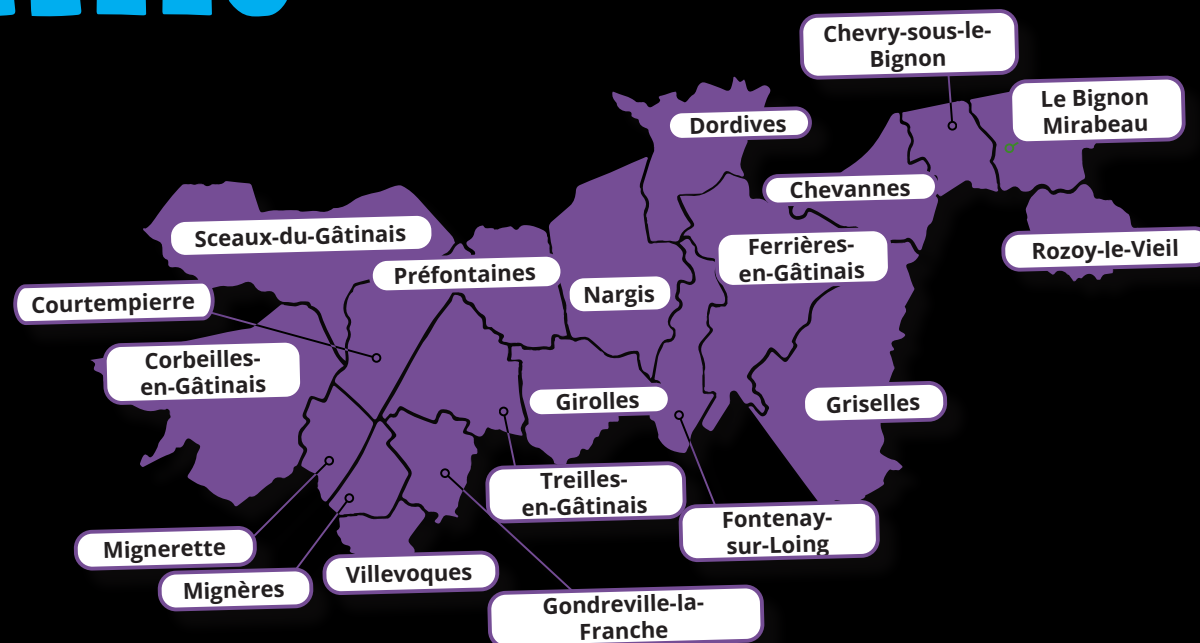 Chevry-sous-le-
Bignon
Le Bignon
Mirabeau
Dordives
Chevannes
Sceaux-du-Gâtinais
Ferrières-
en-Gâtinais
Rozoy-le-Vieil
Préfontaines
Nargis
Courtempierre
Corbeilles-
en-Gâtinais
Girolles
Griselles
Treilles-
en-Gâtinais
Fontenay-
sur-Loing
Mignerette
Mignères
Villevoques
Gondreville-la-
Franche